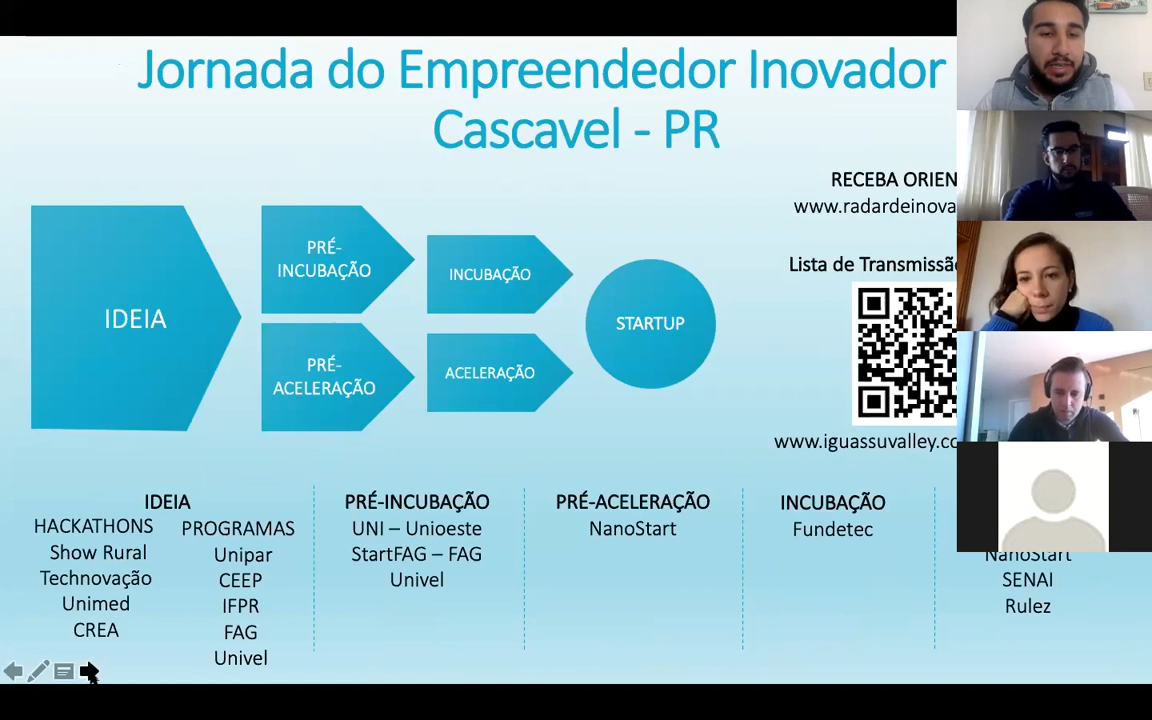 Jornada do Empreendedor Inovador
Cascavel - PR
RECEBA ORIEN
www.radardeinova
Lista de Transmissã
www.iguassuvalley.c
IDEIA
PRÉ-
INCUBAÇÃO
INCUBAÇÃO
PRÉ-
ACELERAÇÃO
ACELERAÇÃO
STARTUP
IDEIA
HACKATHONS
Show Rural
Technovação
Unimed
CREA
PROGRAMAS
Unipar
CEEP
IFPR
FAG
Univel
PRÉ-INCUBAÇÃO
UNI – Unioeste
StartFAG – FAG
Univel
PRÉ-ACELERAÇÃO
NanoStart
INCUBAÇÃO
Fundetec
NanoStart
SENAI
Rulez